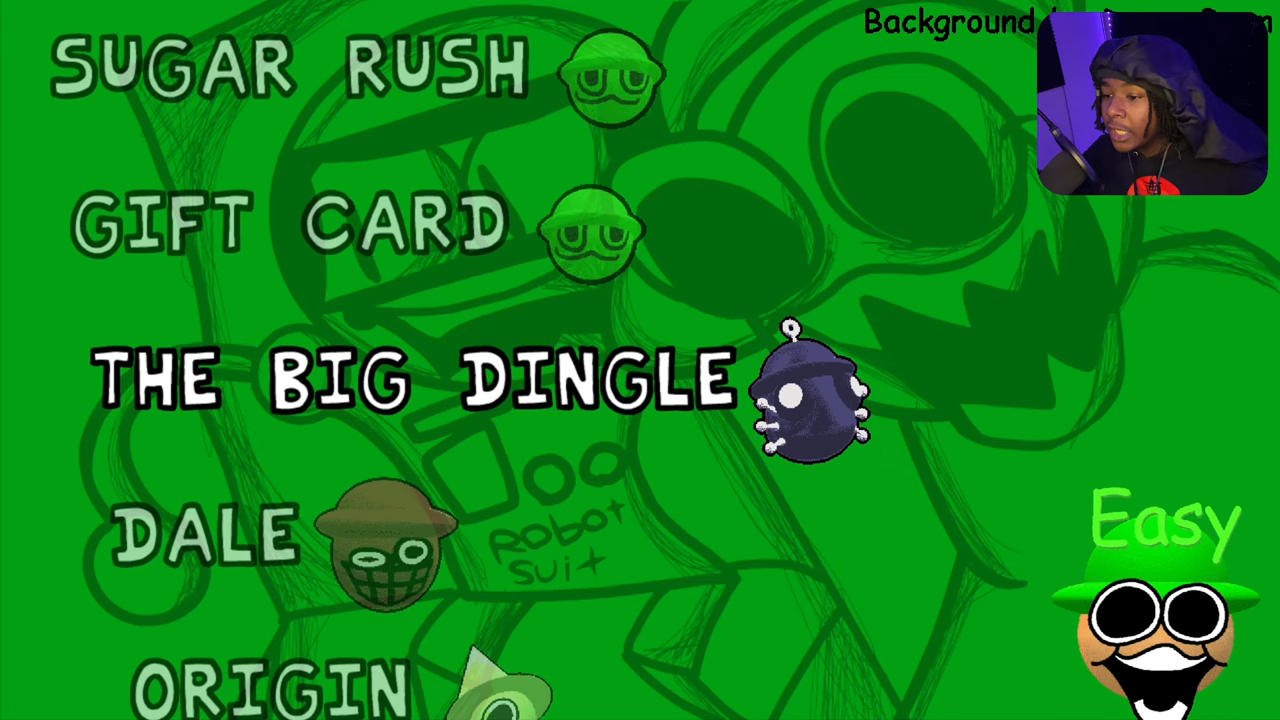 Background
SUGAR RUSH
GIFT CARD
THE BIG DINGLE
DALE
ROBOT
SUIT
Easy
ORIGIN